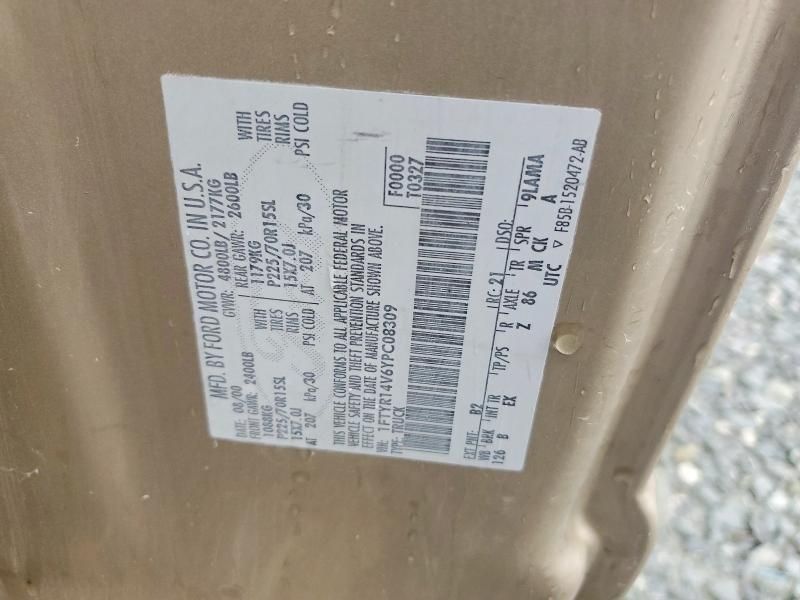 MFD. BY FORD MOTOR CO. IN U.S.A.
DATE: 08/00 GVWR: 4800LB/ 2177KG
FRONT GAWR: 2400LB REAR GAWR: 2600LB
1088KG WITH 1179KG WITH
P225/70R15SL TIRES P225/70R15SL TIRES
15X7.0J RIMS 15X7.0J RIMS
AT 207 kPa/30 PSI COLD AT 207 kPa/30 PSI COLD
THIS VEHICLE CONFORMS TO ALL APPLICABLE FEDERAL MOTOR
VEHICLE SAFETY AND THEFT PREVENTION STANDARDS IN
EFFECT ON THE DATE OF MANUFACTURE SHOWN ABOVE.
VIN: 1FTYR14V6YPC08309
TYPE: TRUCK
F0000
T0327
EXT PNT: B2 RC: 21 DSO:
WB BRK INT TR TP/PS R AXLE TR SPR 9LAMA
126 B EX Z 86 M CK A
UTC ▽ F85B-1520472-AB